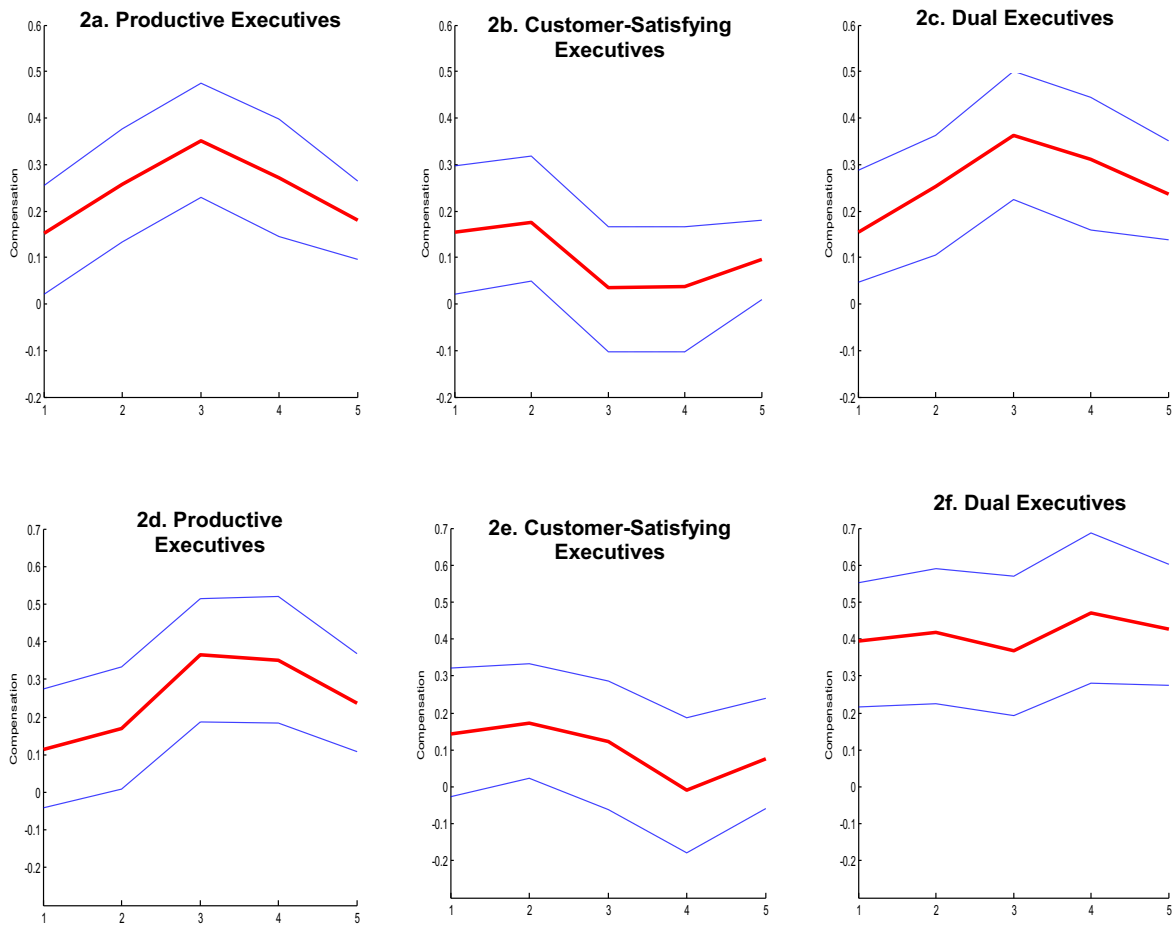 2a. Productive Executives
0.6
0.5
0.4
0.3
0.2
0.1
0
-0.1
-0.2
Compensation
1 2 3 4 5
2b. Customer-Satisfying
Executives
0.6
0.5
0.4
0.3
0.2
0.1
0
-0.1
-0.2
Compensation
1 2 3 4 5
2c. Dual Executives
0.6
0.5
0.4
0.3
0.2
0.1
0
-0.1
-0.2
Compensation
1 2 3 4 5
2d. Productive
Executives
0.7
0.6
0.5
0.4
0.3
0.2
0.1
0
-0.1
-0.2
Compensation
1 2 3 4 5
2e. Customer-Satisfying
Executives
0.7
0.6
0.5
0.4
0.3
0.2
0.1
0
-0.1
-0.2
Compensation
1 2 3 4 5
2f. Dual Executives
0.7
0.6
0.5
0.4
0.3
0.2
0.1
0
-0.1
-0.2
Compensation
1 2 3 4 5